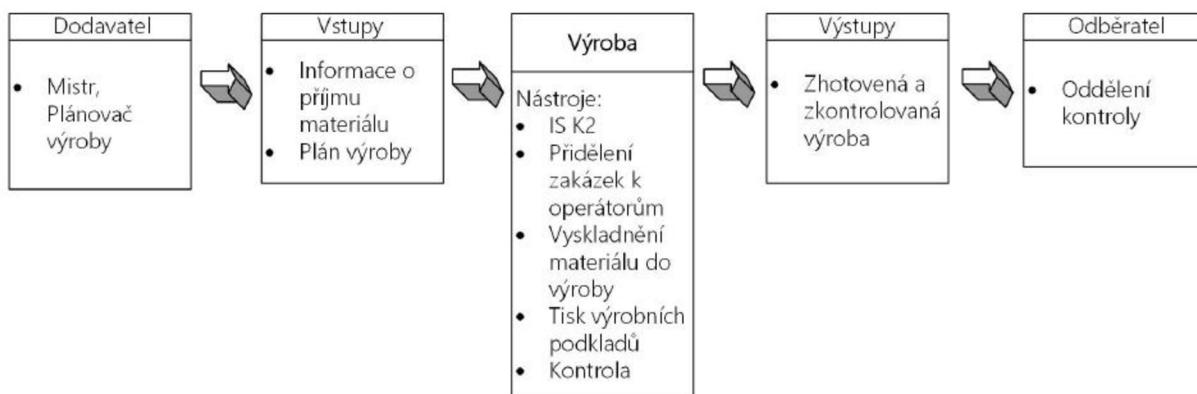 Dodavatel
• Mistr,
Plánovač
výroby
Vstupy
• Informace o
příjmu
materiálu
• Plán výroby
Výroba
Nástroje:
• IS K2
• Přidělení
zakázek k
operátorům
• Vyskladnění
materiálu do
výroby
• Tisk výrobních
podkladů
• Kontrola
Výstupy
• Zhotovená a
zkontrolovaná
výroba
Odběratel
• Oddělení
kontroly